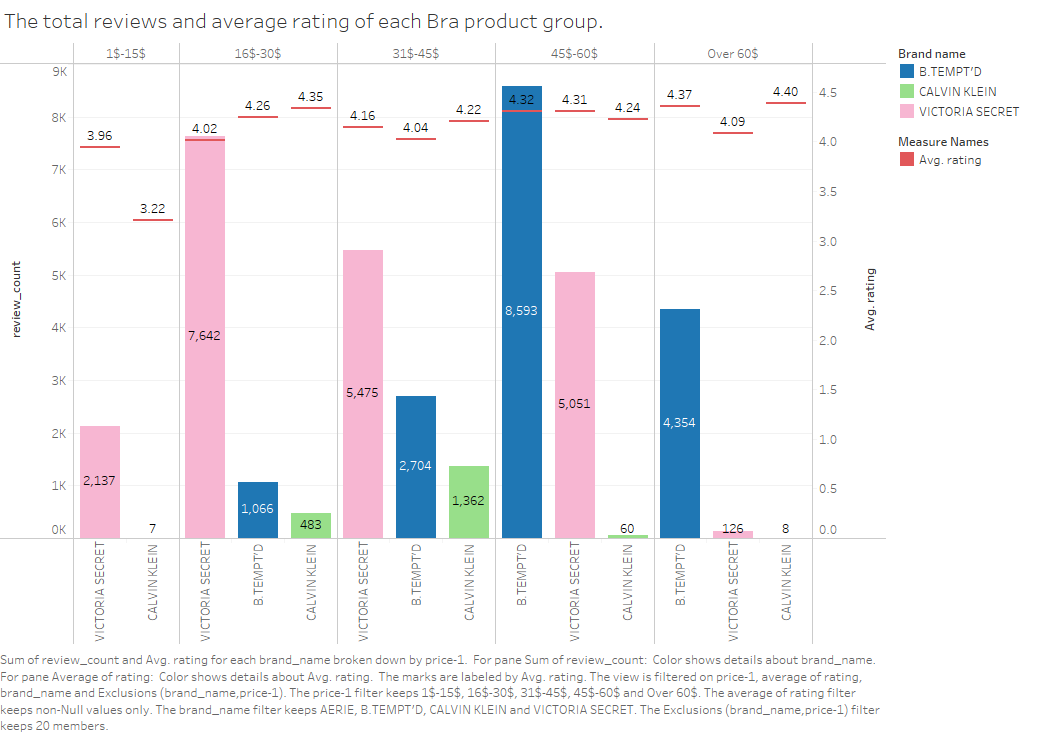 The total reviews and average rating of each Bra product group.
1$-15$ 16$-30$ 31$-45$ 45$-60$ Over 60$
Brand name
B.TEMPT'D
CALVIN KLEIN
VICTORIA SECRET
Measure Names
Avg. rating
review_count
9K
8K
7K
6K
5K
4K
3K
2K
1K
0K
3.96
3.22
4.02
4.26
4.35
4.16
4.04
4.22
4.32
4.31
4.24
4.37
4.09
4.40
2,137
7
7,642
1,066
483
5,475
2,704
1,362
8,593
5,051
60
4,354
126
8
4.5
4.0
3.5
3.0
2.5
2.0
1.5
1.0
0.5
0.0
Avg. rating
VICTORIA SECRET
CALVIN KLEIN
VICTORIA SECRET
B.TEMPT'D
CALVIN KLEIN
VICTORIA SECRET
B.TEMPT'D
CALVIN KLEIN
B.TEMPT'D
VICTORIA SECRET
CALVIN KLEIN
B.TEMPT'D
VICTORIA SECRET
CALVIN KLEIN
Sum of review_count and Avg. rating for each brand_name broken down by price-1. For pane Sum of review_count: Color shows details about brand_name.
For pane Average of rating: Color shows details about Avg. rating. The marks are labeled by Avg. rating. The view is filtered on price-1, average of rating,
brand_name and Exclusions (brand_name,price-1). The price-1 filter keeps 1$-15$, 16$-30$, 31$-45$, 45$-60$ and Over 60$. The average of rating filter
keeps non-Null values only. The brand_name filter keeps AERIE, B.TEMPT'D, CALVIN KLEIN and VICTORIA SECRET. The Exclusions (brand_name,price-1) filter
keeps 20 members.